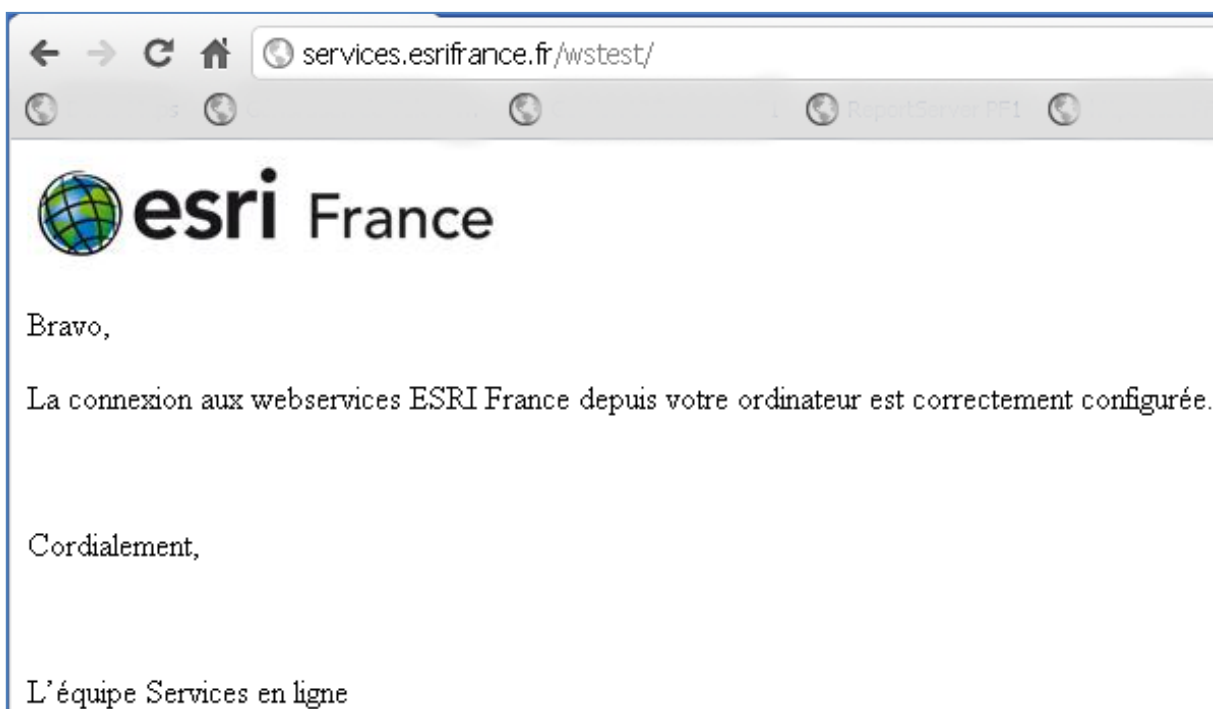 services.esrifrance.fr/wstest/
ReportServer PF1
esri France
Bravo,
La connexion aux webservices ESRI France depuis votre ordinateur est correctement configurée.
Cordialement,
L'équipe Services en ligne